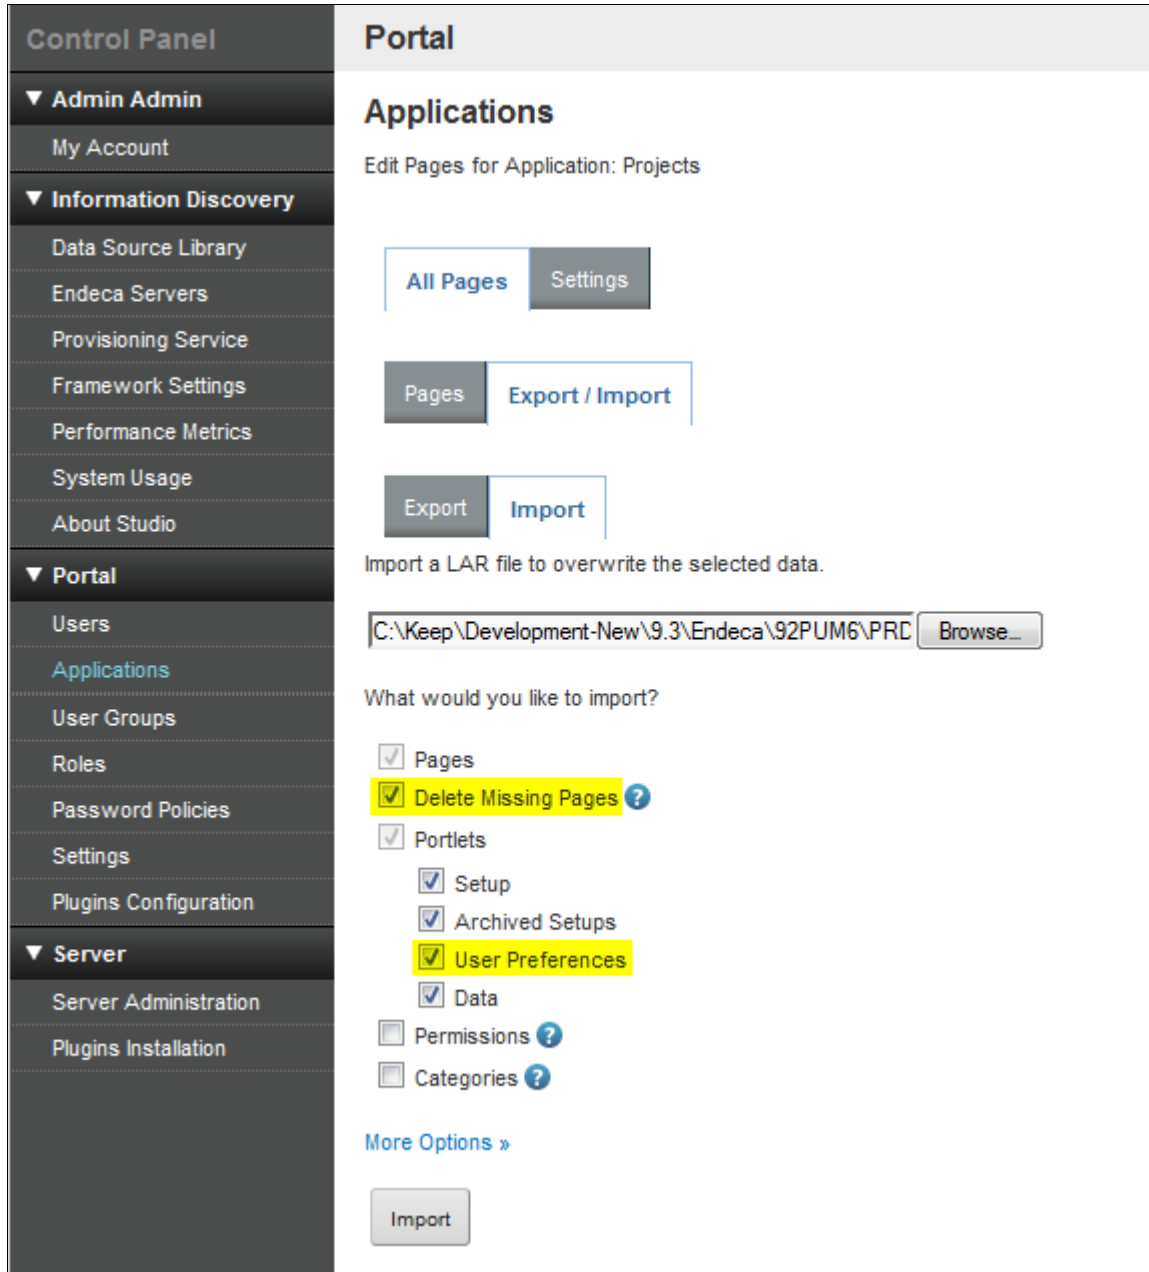 Control Panel
Admin Admin
My Account
Information Discovery
Data Source Library
Endeca Servers
Provisioning Service
Framework Settings
Performance Metrics
System Usage
About Studio
Portal
Users
Applications
User Groups
Roles
Password Policies
Settings
Plugins Configuration
Server
Server Administration
Plugins Installation
Portal
Applications
Edit Pages for Application: Projects
All Pages Settings
Pages Export / Import
Export Import
Import a LAR file to overwrite the selected data.
C:\Keep\Development-New\9.3\Endeca\92PUM6\PRD Browse...
What would you like to import?
Pages
Delete Missing Pages ?
Portlets
Setup
Archived Setups
User Preferences
Data
Permissions ?
Categories ?
More Options »
Import